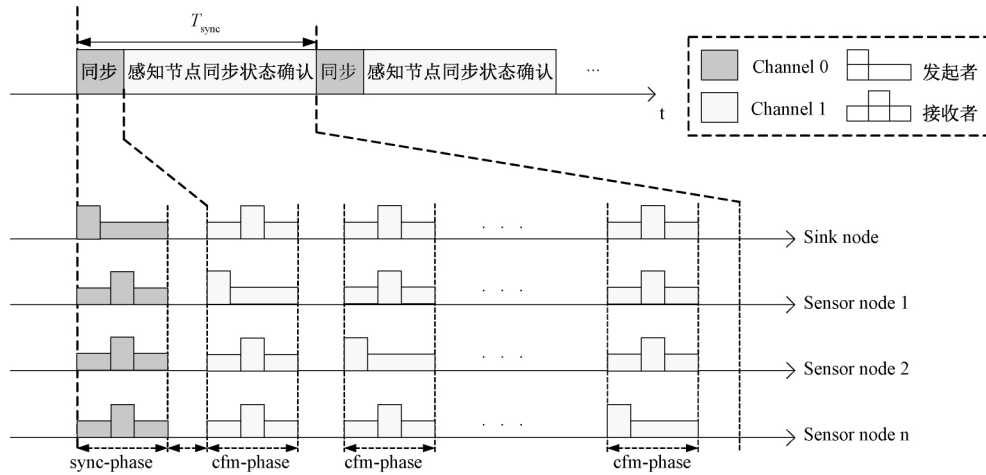 T_sync
同步
感知节点同步状态确认
同步
感知节点同步状态确认
...
t
Channel 0
发起者
Channel 1
接收者
. . .
Sink node
. . .
Sensor node 1
. . .
Sensor node 2
. . .
Sensor node n
sync-phase
cfm-phase
cfm-phase
cfm-phase